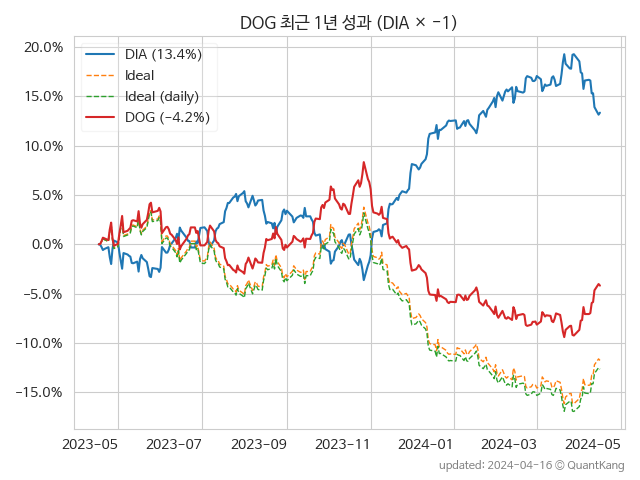 DOG 최근 1년 성과 (DIA × −1)
20.0%
15.0%
10.0%
5.0%
0.0%
−5.0%
−10.0%
−15.0%
DIA (13.4%)
Ideal
Ideal (daily)
DOG (−4.2%)
2023-05 2023-07 2023-09 2023-11 2024-01 2024-03 2024-05
updated: 2024-04-16 © QuantKang